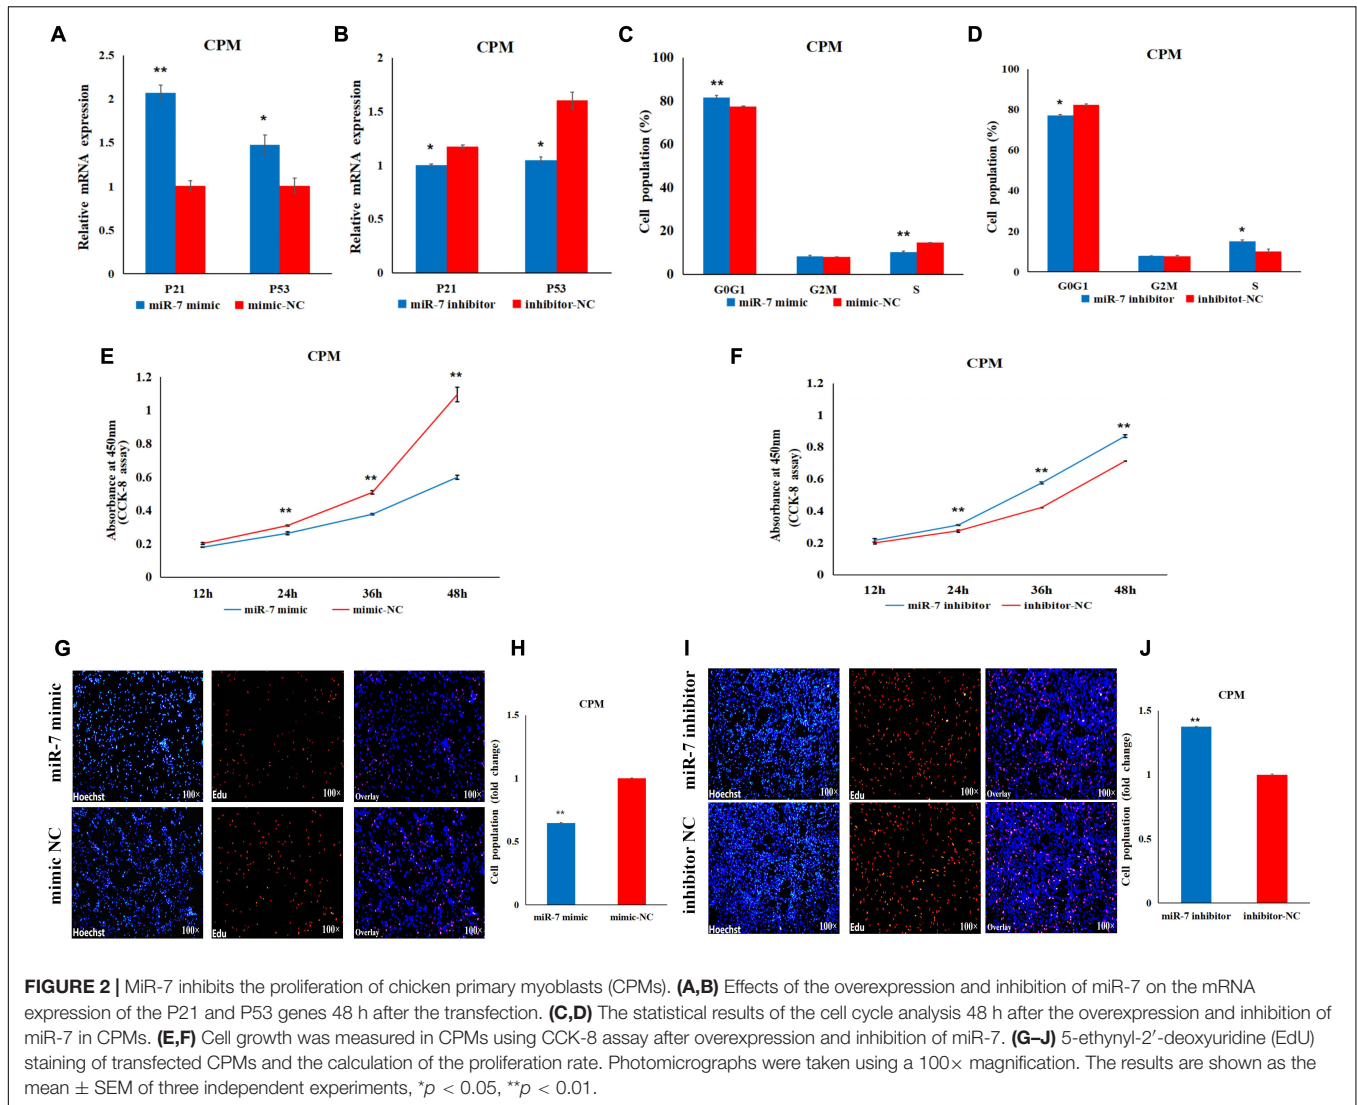 A
CPM
Relative mRNA expression
2.5
2
1.5
1
0.5
0
**
*
P21 P53
miR-7 mimic mimic-NC
B
CPM
Relative mRNA expression
2
1.5
1
0.5
0
*
*
P21 P53
miR-7 inhibitor inhibitor-NC
C
CPM
Cell population (%)
100
80
60
40
20
0
**
**
G0G1 G2M S
miR-7 mimic mimic-NC
D
CPM
Cell population (%)
100
80
60
40
20
0
*
*
G0G1 G2M S
miR-7 inhibitor inhibitot-NC
E
CPM
Absorbance at 450nm
(CCK-8 assay)
1.2
1
0.8
0.6
0.4
0.2
0
**
**
**
12h 24h 36h 48h
miR-7 mimic mimic-NC
F
CPM
Absorbance at 450nm
(CCK-8 assay)
1.2
1
0.8
0.6
0.4
0.2
0
**
**
**
12h 24h 36h 48h
miR-7 inhibitor inhibitor-NC
G
miR-7 mimic
Hoechst 100× Edu 100× Overlay 100×
mimic NC
Hoechst 100× Edu 100× Overlay 100×
H
CPM
Cell population (fold change)
1.5
1
0.5
0
**
miR-7 mimic mimic-NC
I
miR-7 inhibitor
Hoechst 100× Edu 100× Overlay 100×
inhibitor NC
Hoechst 100× Edu 100× Overlay 100×
J
CPM
Cell popluation (fold change)
1.5
1
0.5
0
**
miR-7 inhibitor inhibitor-NC
FIGURE 2 | MiR-7 inhibits the proliferation of chicken primary myoblasts (CPMs). (A,B) Effects of the overexpression and inhibition of miR-7 on the mRNA
expression of the P21 and P53 genes 48 h after the transfection. (C,D) The statistical results of the cell cycle analysis 48 h after the overexpression and inhibition of
miR-7 in CPMs. (E,F) Cell growth was measured in CPMs using CCK-8 assay after overexpression and inhibition of miR-7. (G–J) 5-ethynyl-2′-deoxyuridine (EdU)
staining of transfected CPMs and the calculation of the proliferation rate. Photomicrographs were taken using a 100× magnification. The results are shown as the
mean ± SEM of three independent experiments, *p < 0.05, **p < 0.01.